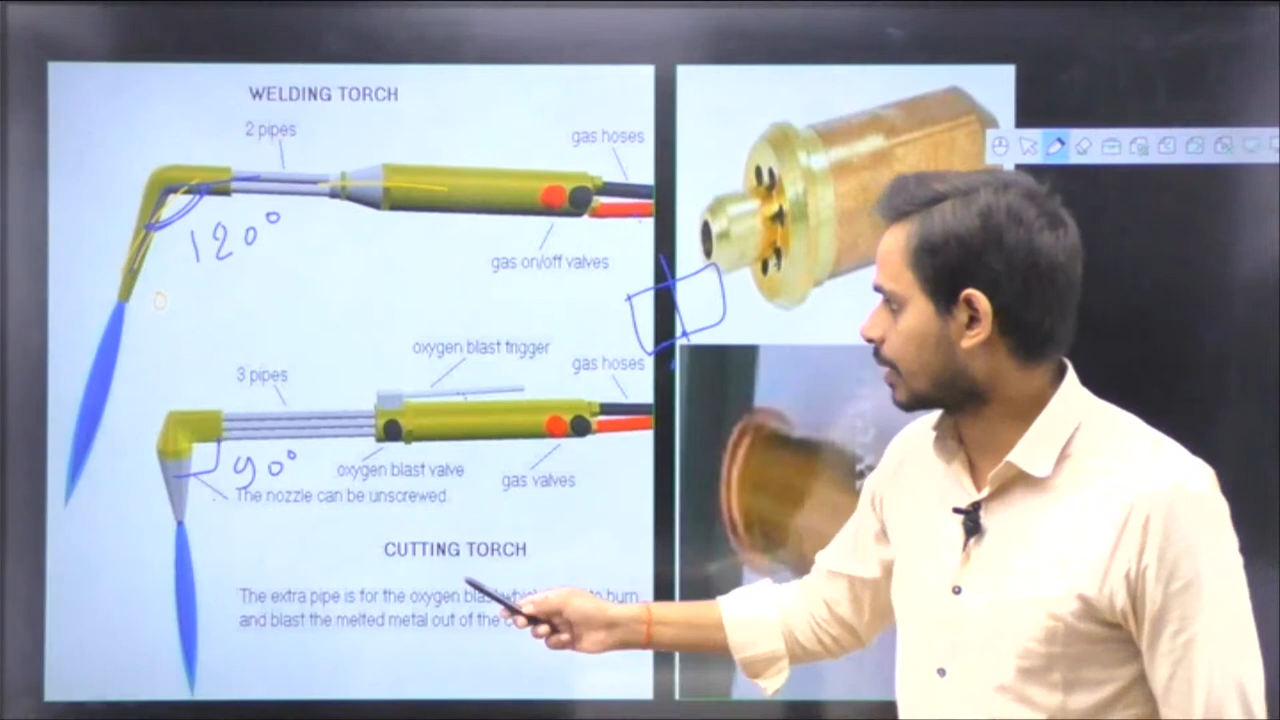 WELDING TORCH
2 pipes
gas hoses
120°
gas on/off valves
oxygen blast trigger
gas hoses
3 pipes
90°
oxygen blast valve
gas valves
The nozzle can be unscrewed.
CUTTING TORCH
The extra pipe is for the oxygen burn
and blast the melted metal out of the